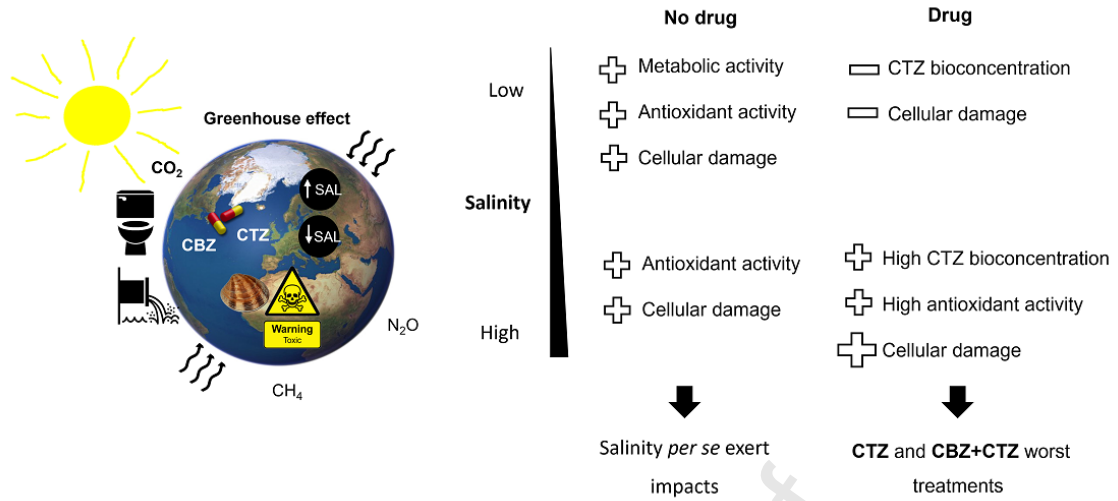 Greenhouse effect
CO2
SAL
CBZ
CTZ
SAL
Warning
Toxic
N2O
CH4
No drug
Drug
Low
Metabolic activity
CTZ bioconcentration
Antioxidant activity
Cellular damage
Cellular damage
Salinity
Antioxidant activity
High CTZ bioconcentration
Cellular damage
High antioxidant activity
High
Cellular damage
Salinity per se exert
impacts
CTZ and CBZ+CTZ worst
treatments
f